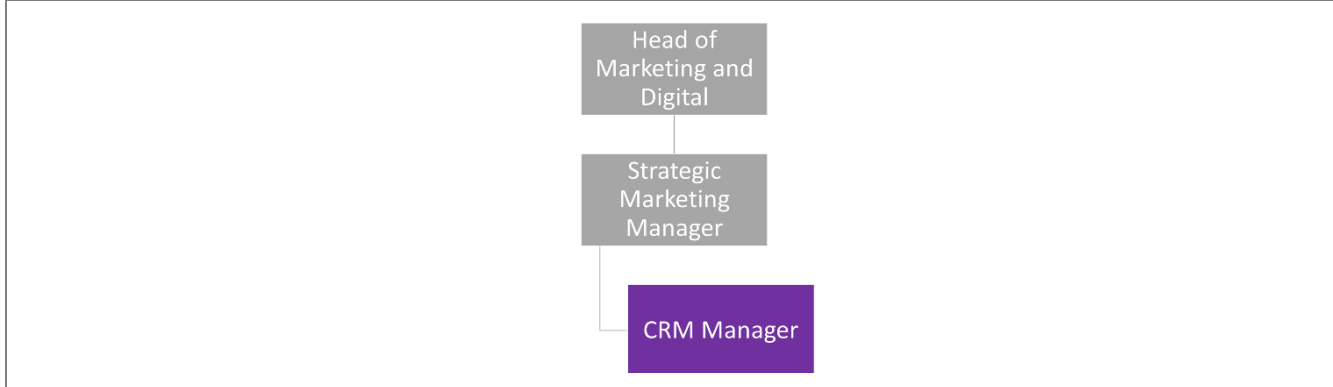 Head of
Marketing and
Digital
Strategic
Marketing
Manager
CRM Manager